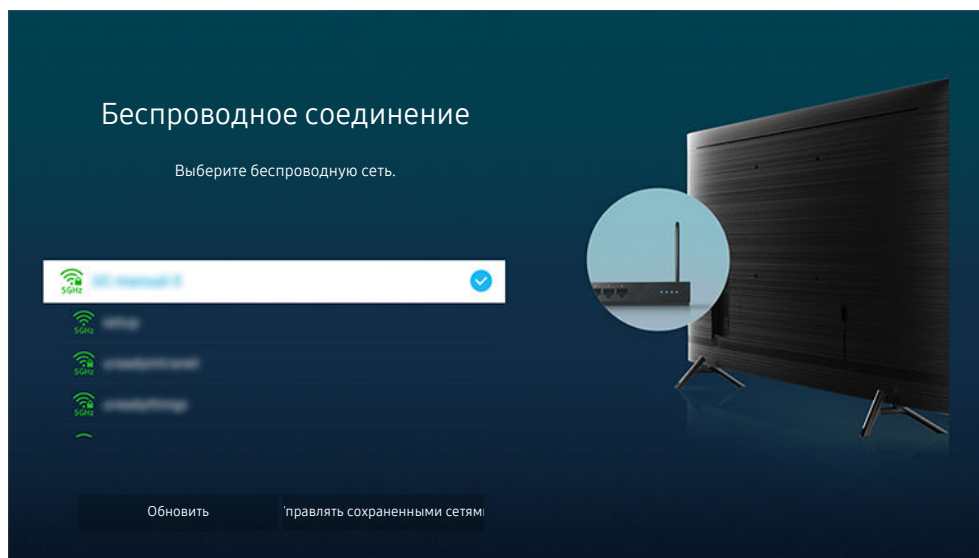 Беспроводное соединение
Выберите беспроводную сеть.
5GHz
5GHz
setup
5GHz
5GHz
Обновить
правлять сохраненными сетям